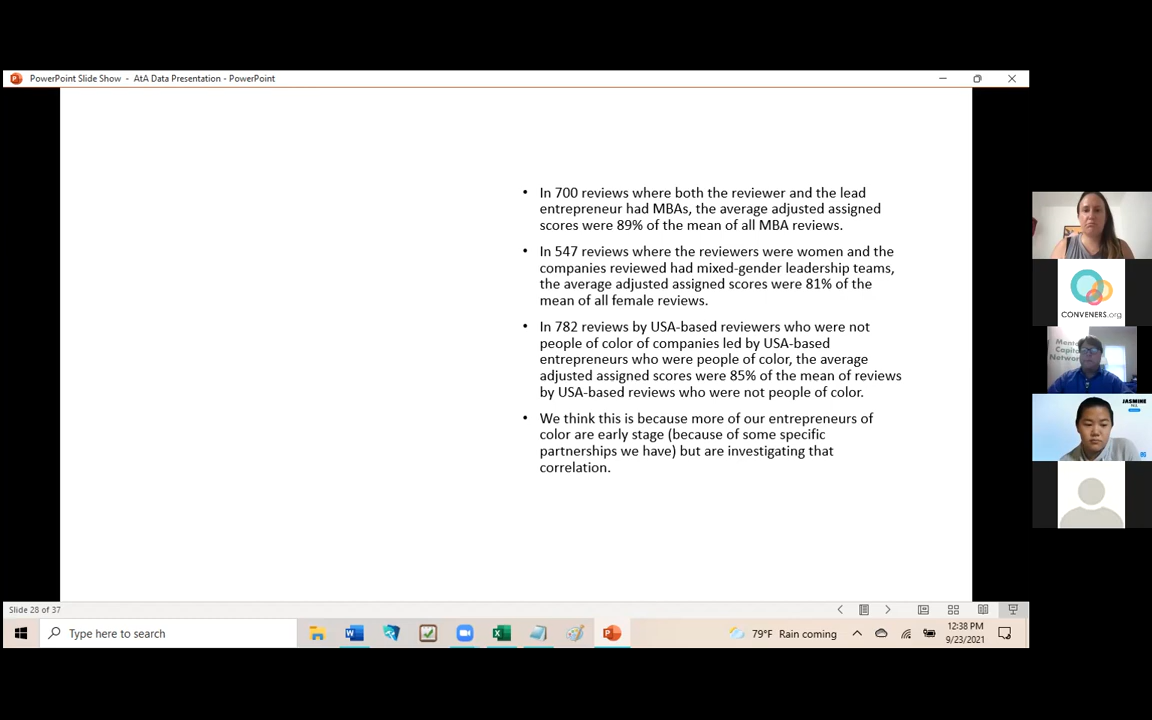 PowerPoint Slide Show - AtA Data Presentation - PowerPoint
• In 700 reviews where both the reviewer and the lead
entrepreneur had MBAs, the average adjusted assigned
scores were 89% of the mean of all MBA reviews.
• In 547 reviews where the reviewers were women and the
companies reviewed had mixed-gender leadership teams,
the average adjusted assigned scores were 81% of the
mean of all female reviews.
• In 782 reviews by USA-based reviewers who were not
people of color of companies led by USA-based
entrepreneurs who were people of color, the average
adjusted assigned scores were 85% of the mean of reviews
by USA-based reviews who were not people of color.
• We think this is because more of our entrepreneurs of
color are early stage (because of some specific
partnerships we have) but are investigating that
correlation.
CONVENERS.org
JASMINE
Slide 28 of 37
Type here to search
79°F Rain coming
12:38 PM
9/23/2021